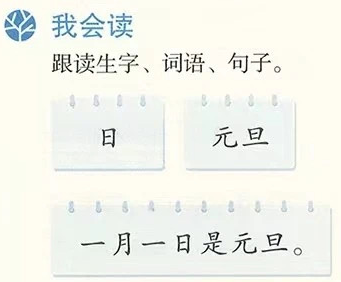 我会读
跟读生字、词语、句子。
日 元旦
一月一日是元旦。